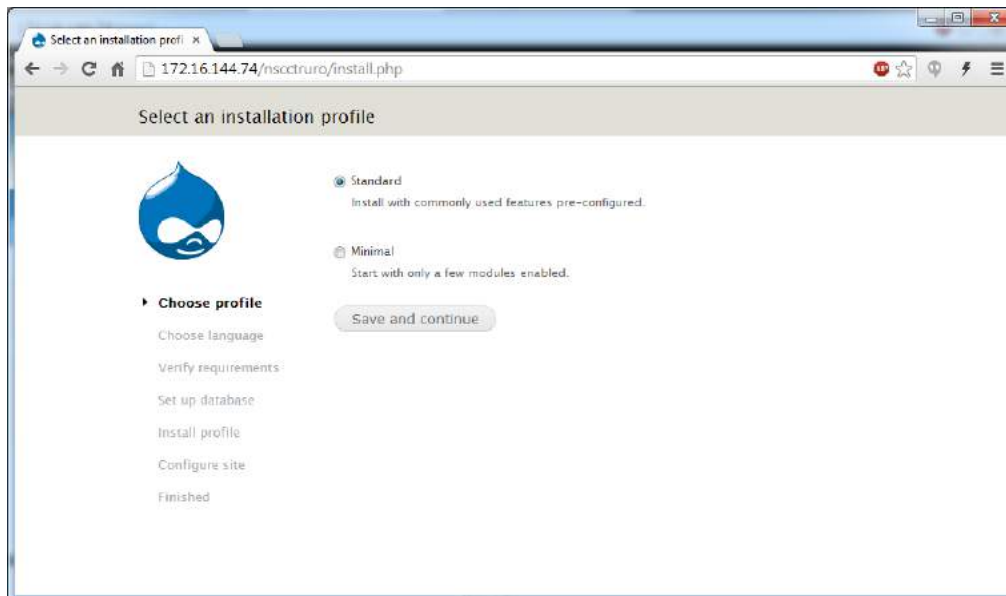 Select an installation profi
172.16.144.74/nscctruro/install.php
Select an installation profile
Standard
Install with commonly used features pre-configured.
Minimal
Start with only a few modules enabled.
Save and continue
Choose profile
Choose language
Verify requirements
Set up database
Install profile
Configure site
Finished